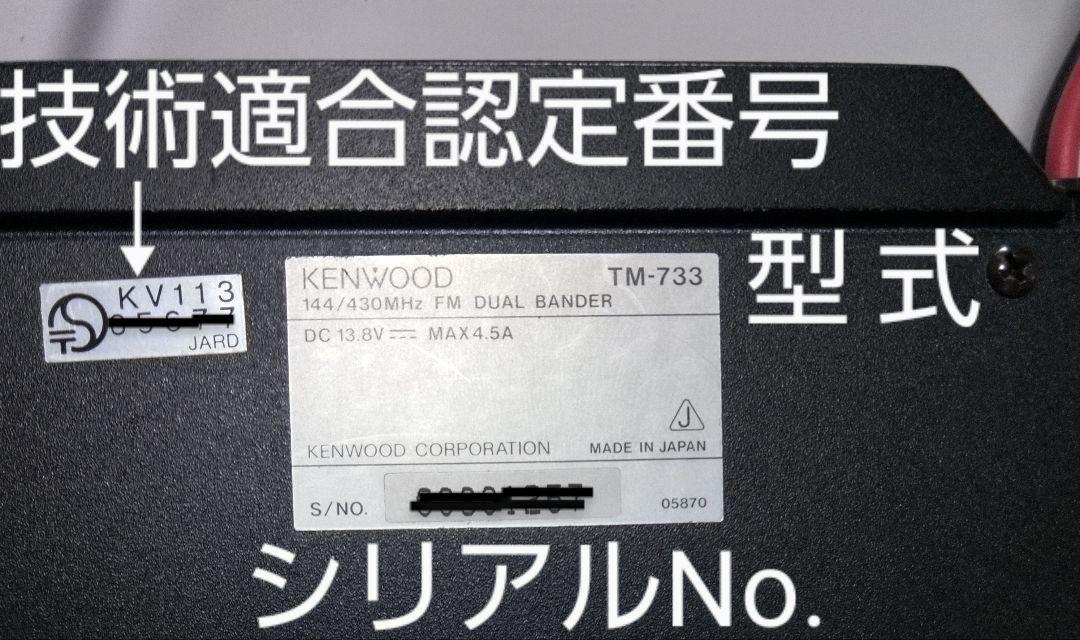 技術適合認定番号
型式
KV113
JARD
KENWOOD TM-733
144/430MHz FM DUAL BANDER
DC 13.8V MAX 4.5A
J
KENWOOD CORPORATION MADE IN JAPAN
S/NO. 05870
シリアルNo.